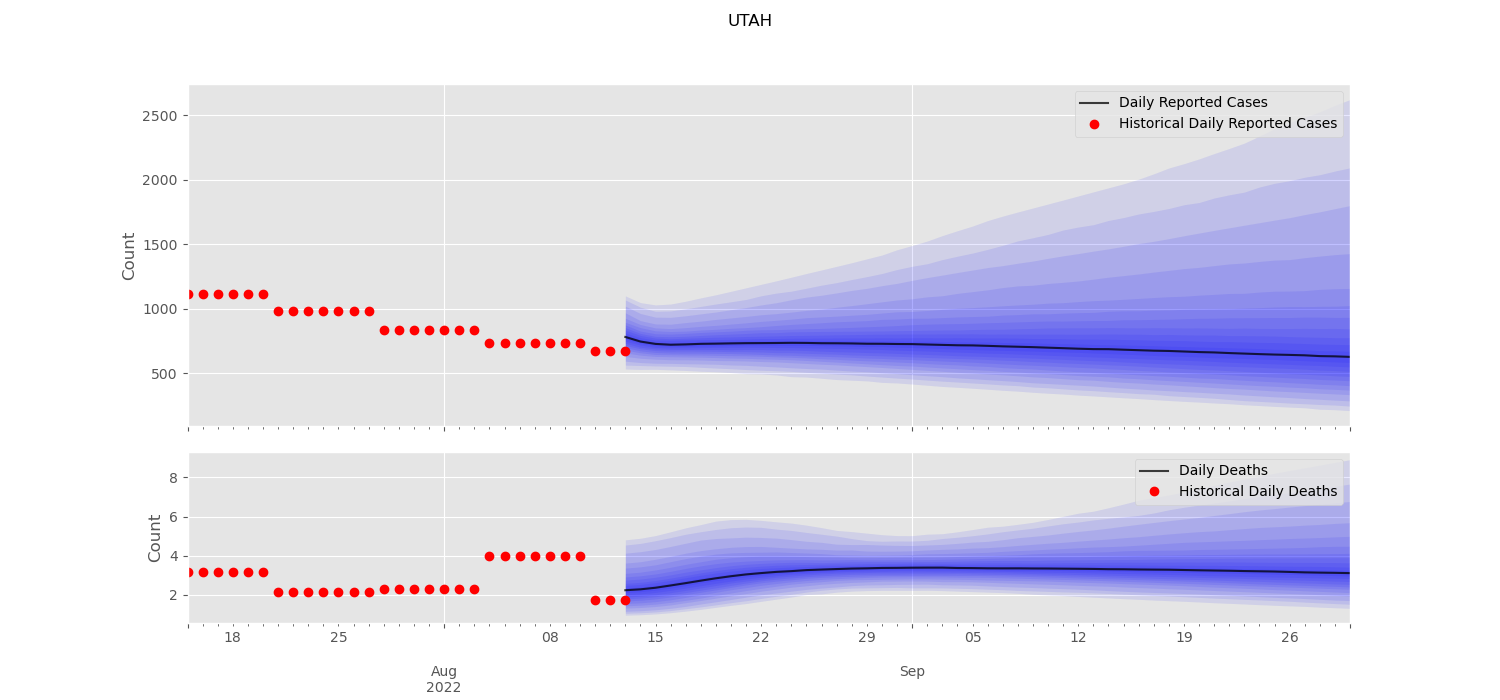 UTAH
Daily Reported Cases
Historical Daily Reported Cases
Count
2500
2000
1500
1000
500
Daily Deaths
Historical Daily Deaths
Count
8
6
4
2
18 25 08 15 22 29 05 12 19 26
Aug Sep
2022